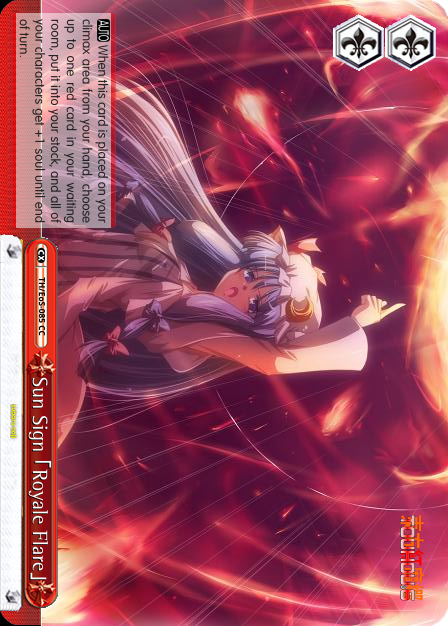 AUTO When this card is placed on your
climax area from your hand, choose
up to one red card in your waiting
room, put it into your stock, and all of
your characters get +1 soul until end
of turn.
CX
TH/EoS-085 CC
Sun Sign「Royale Flare」